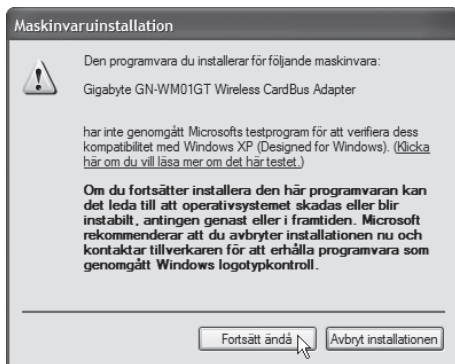 Maskinvaruinstallation
Den programvara du installerar för följande maskinvara:
Gigabyte GN-WM01GT Wireless CardBus Adapter
har inte genomgått Microsofts testprogram för att verifiera dess
kompatibilitet med Windows XP (Designed for Windows). (Klicka
här om du vill läsa mer om det här testet.)
Om du fortsätter installera den här programvaran kan
det leda till att operativsystemet skadas eller blir
instabilt, antingen genast eller i framtiden. Microsoft
rekommenderar att du avbryter installationen nu och
kontaktar tillverkaren för att erhålla programvara som
genomgått Windows logotypkontroll.
Fortsätt ändå
Avbryt installationen